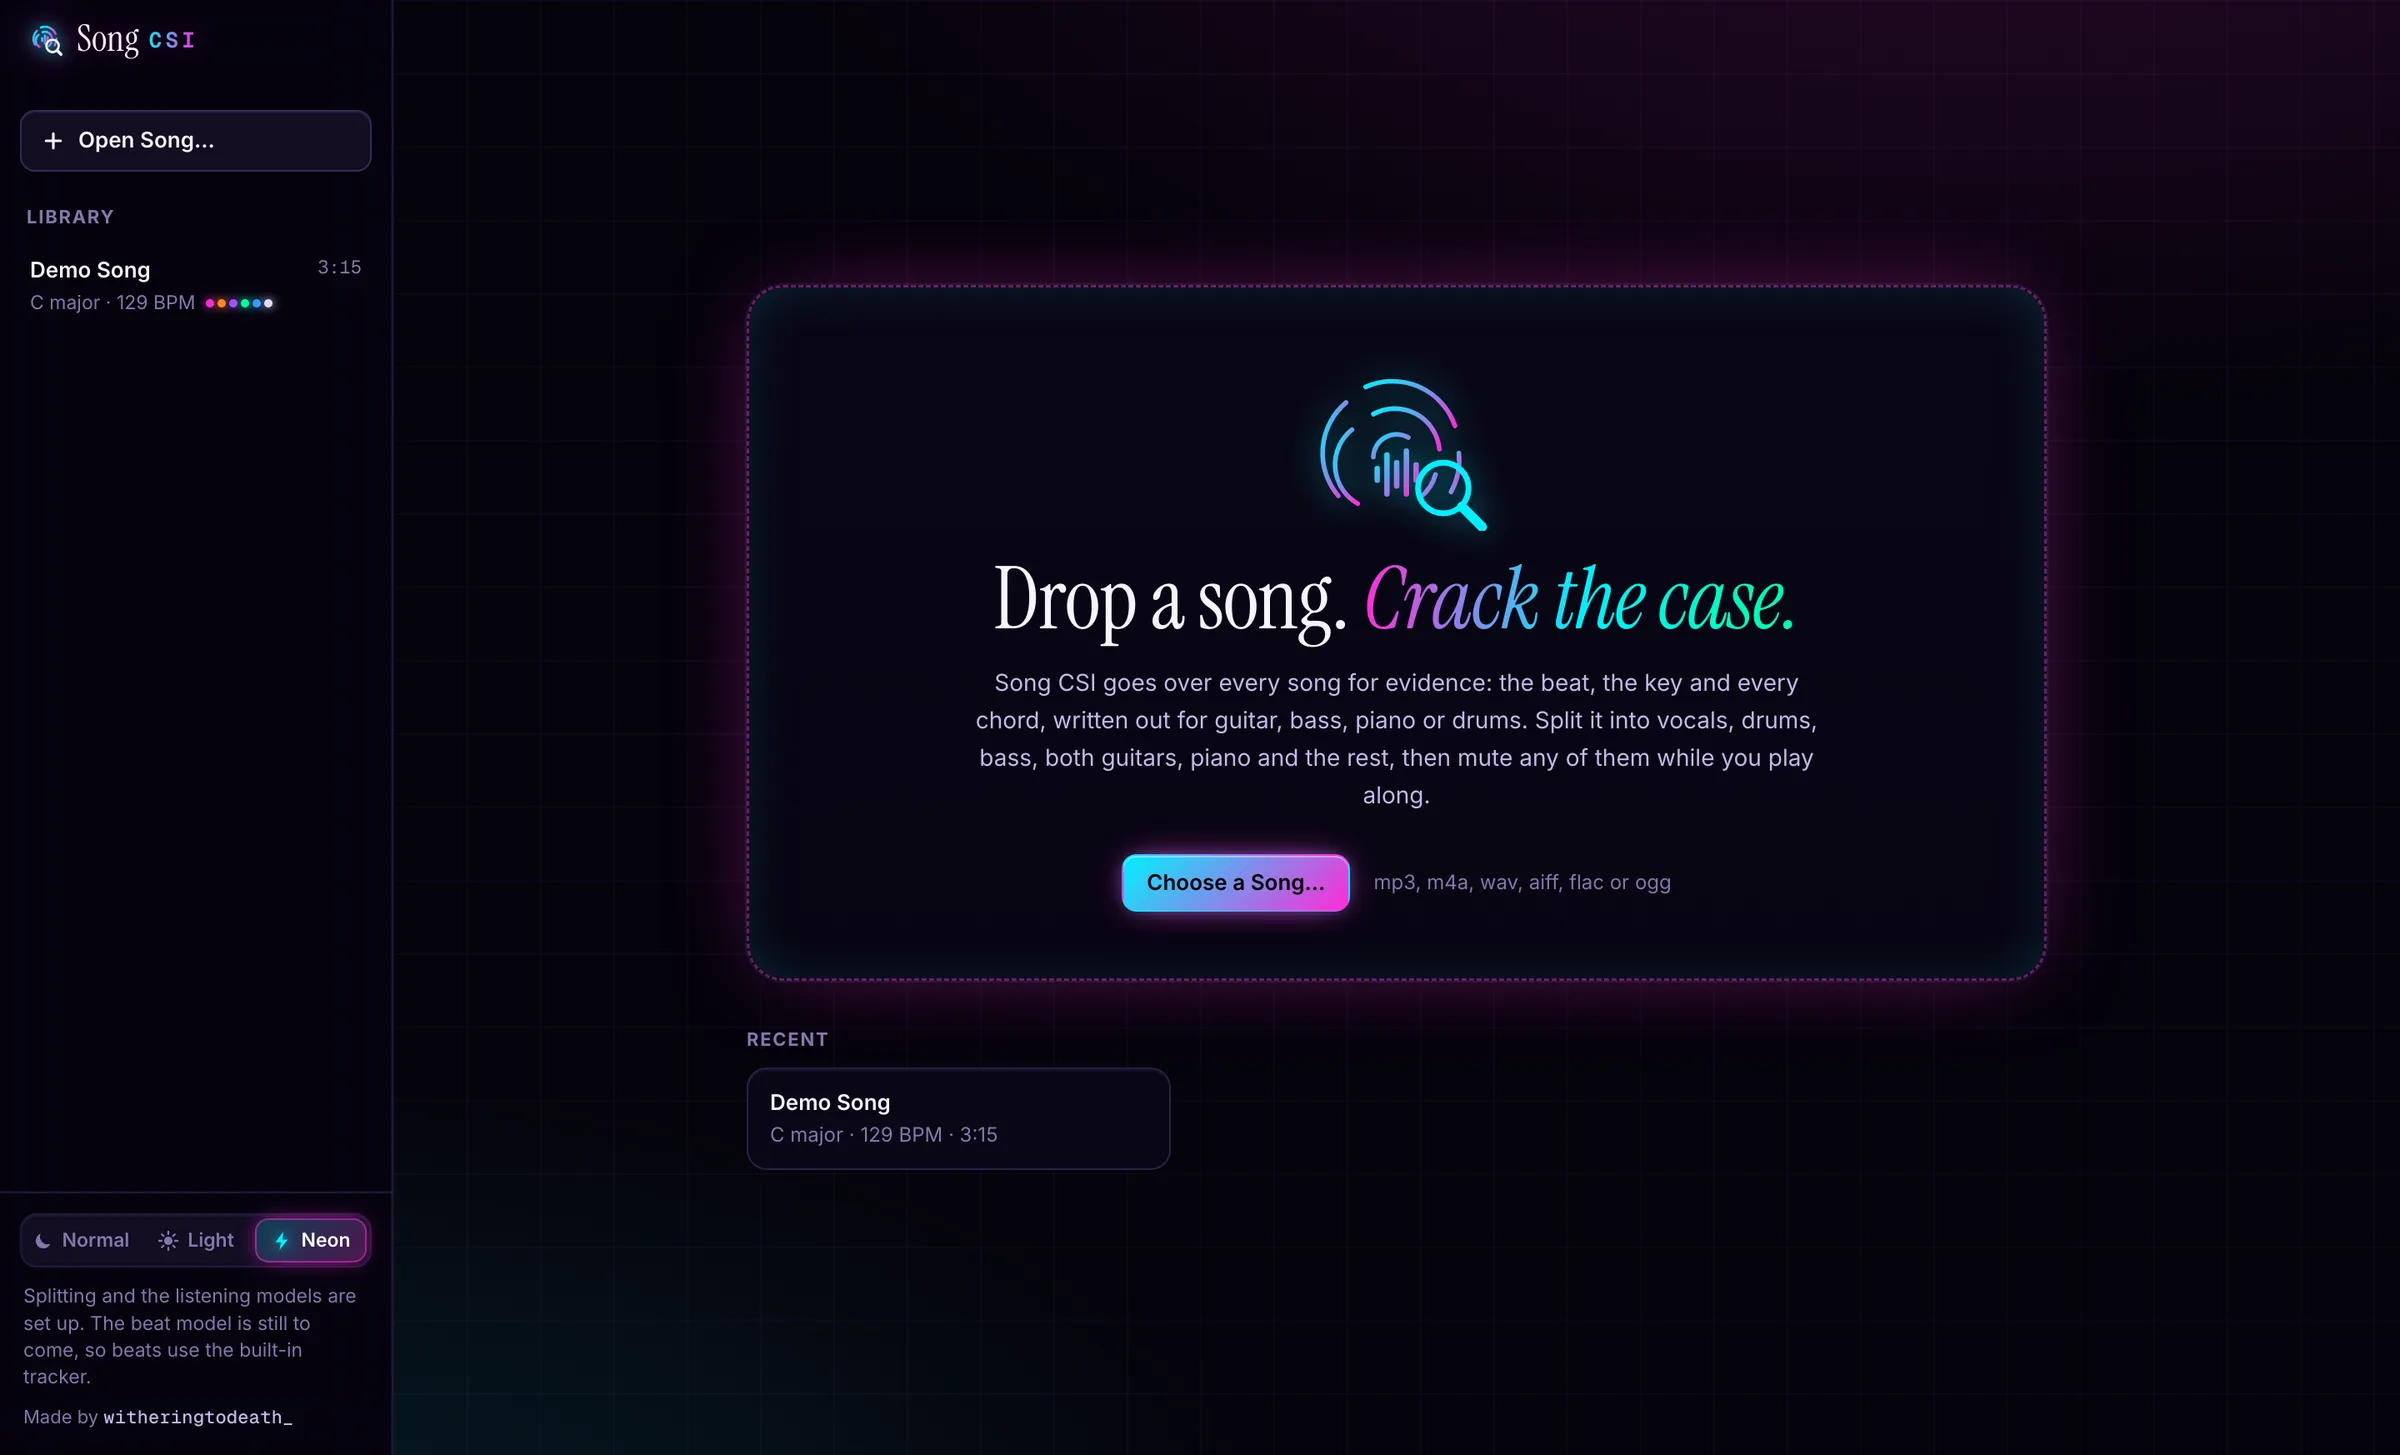 Song CSI
+ Open Song...
LIBRARY
Demo Song 3:15
C major · 129 BPM
Drop a song. Crack the case.
Song CSI goes over every song for evidence: the beat, the key and every
chord, written out for guitar, bass, piano or drums. Split it into vocals, drums,
bass, both guitars, piano and the rest, then mute any of them while you play
along.
Choose a Song... mp3, m4a, wav, aiff, flac or ogg
RECENT
Demo Song
C major · 129 BPM · 3:15
Normal Light Neon
Splitting and the listening models are
set up. The beat model is still to
come, so beats use the built-in
tracker.
Made by witheringtodeath_